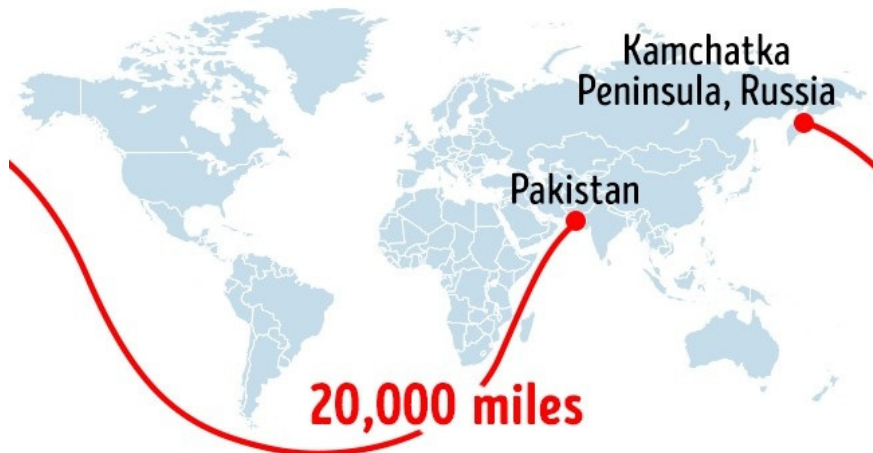 Kamchatka
Peninsula, Russia
Pakistan
20,000 miles